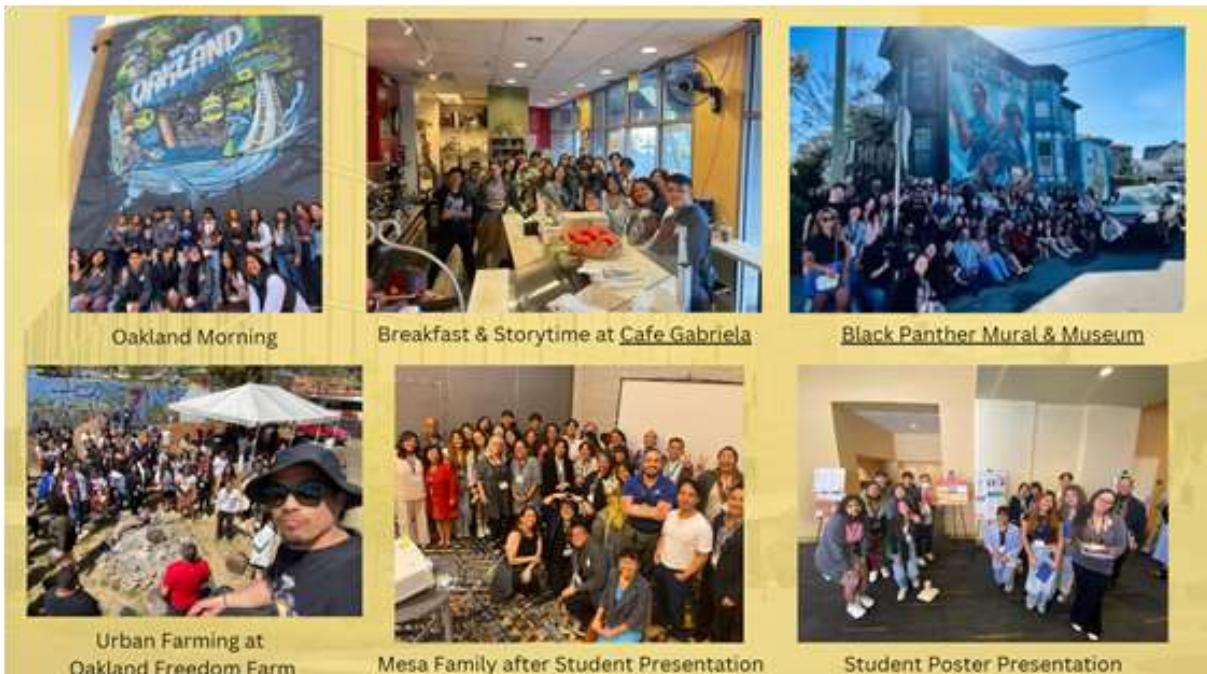 OAKLAND
Oakland Morning
Breakfast & Storytime at Cafe Gabriela
Black Panther Mural & Museum
Urban Farming at
Oakland Freedom Farm
Mesa Family after Student Presentation
Student Poster Presentation